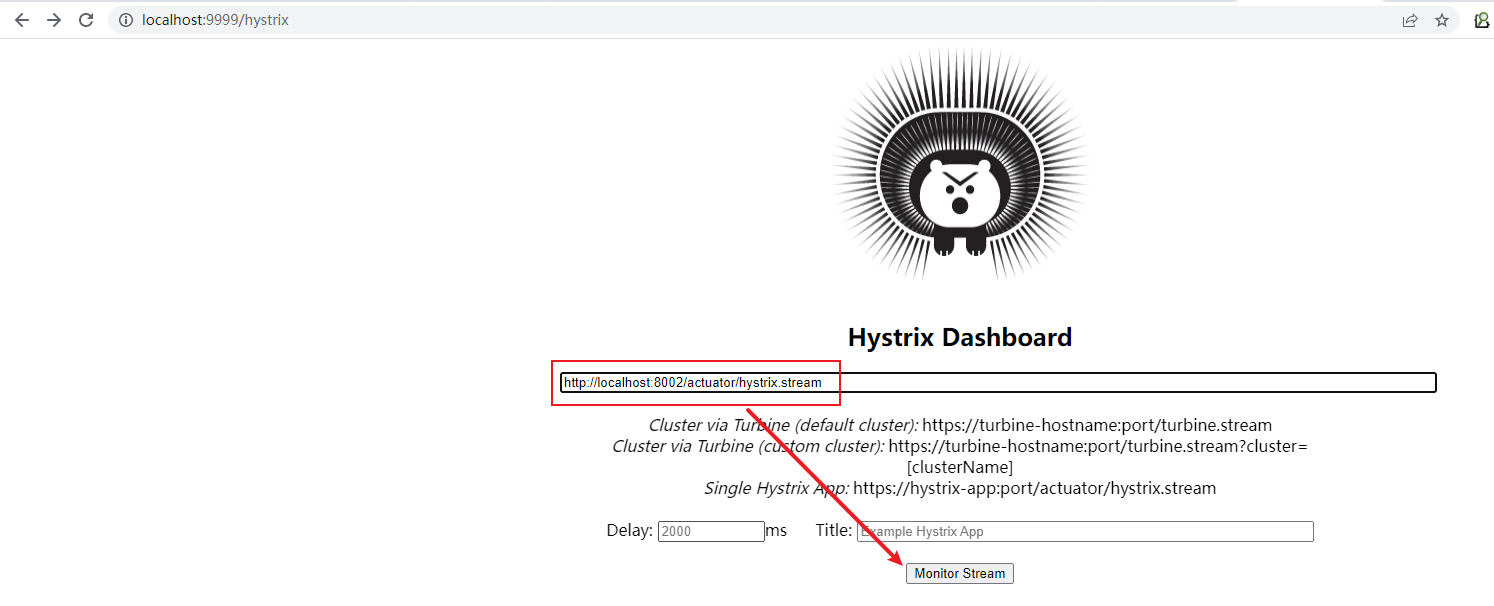 localhost:9999/hystrix
Hystrix Dashboard
http://localhost:8002/actuator/hystrix.stream
Cluster via Turbine (default cluster): https://turbine-hostname:port/turbine.stream
Cluster via Turbine (custom cluster): https://turbine-hostname:port/turbine.stream?cluster=
[clusterName]
Single Hystrix App: https://hystrix-app:port/actuator/hystrix.stream
Delay: 2000 ms Title: Example Hystrix App
Monitor Stream